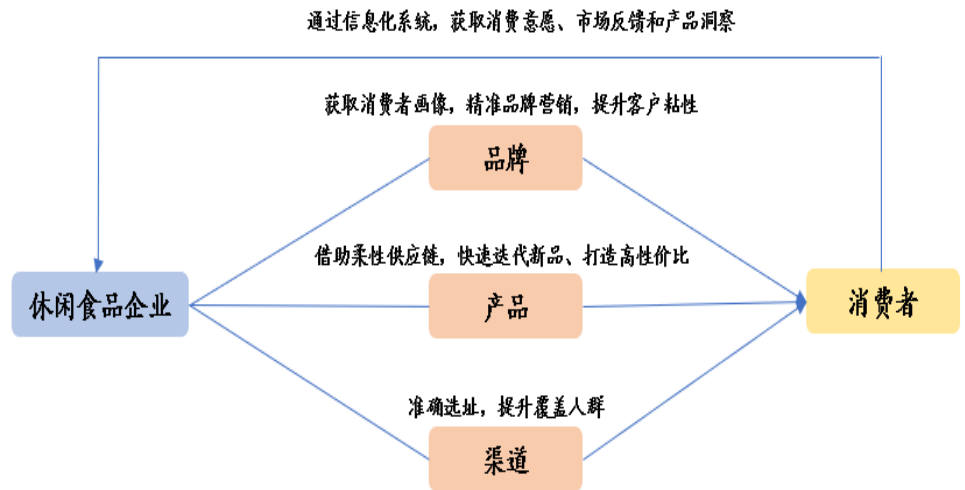 通过信息化系统，获取消费意愿、市场反馈和产品洞察
获取消费者画像，精准品牌营销，提升客户粘性
品牌
借助柔性供应链，快速迭代新品、打造高性价比
休闲食品企业
产品
消费者
准确选址，提升覆盖人群
渠道